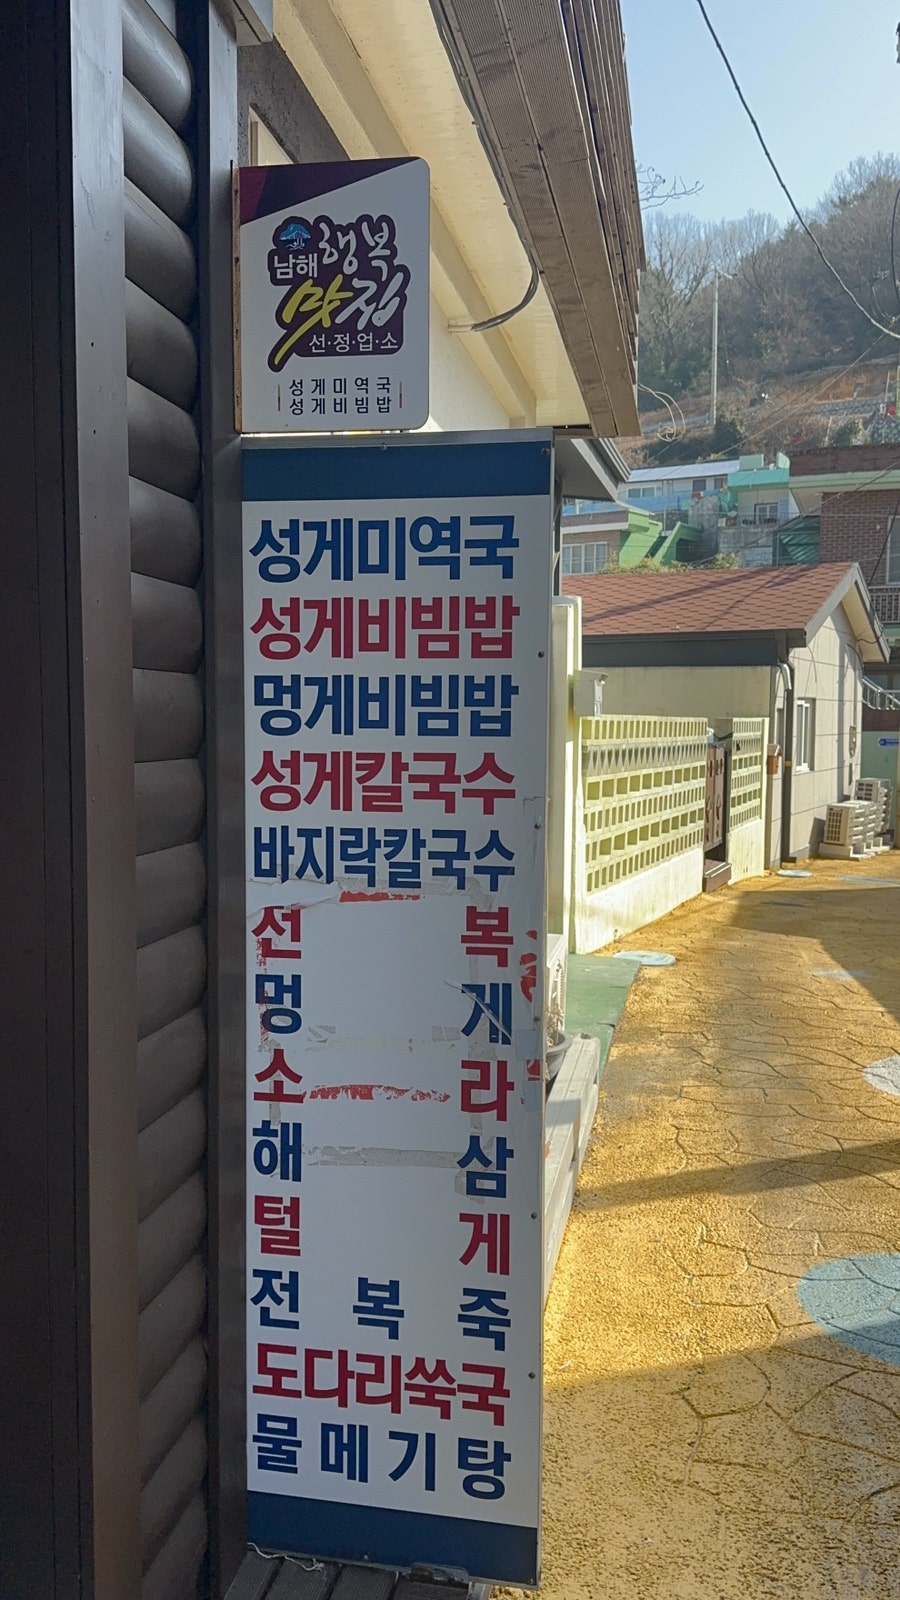 남해 행복
맛집
선·정·업·소
성게미역국
성게비빔밥
성게미역국
성게비빔밥
멍게비빔밥
성게칼국수
바지락칼국수
전 복
멍 게
소 라
해 삼
털 게
전 복 죽
도다리쑥국
물 메 기 탕